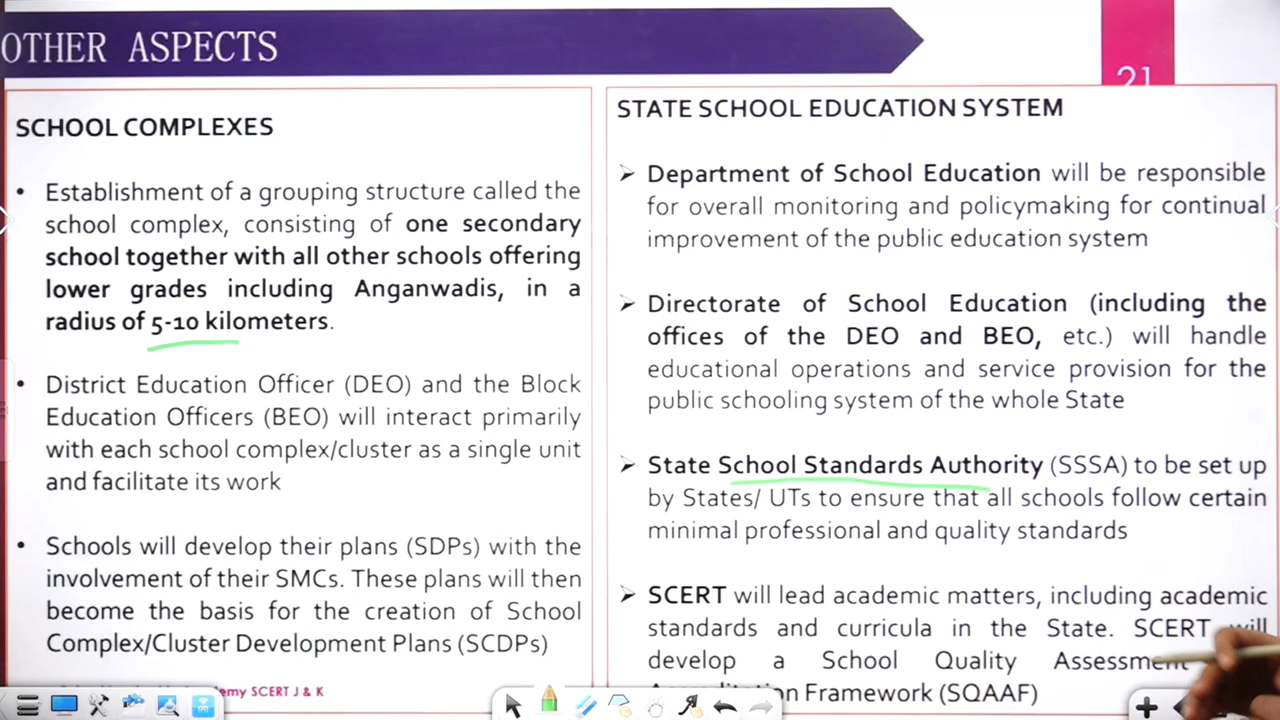 OTHER ASPECTS
21
SCHOOL COMPLEXES
• Establishment of a grouping structure called the
school complex, consisting of one secondary
school together with all other schools offering
lower grades including Anganwadis, in a
radius of 5-10 kilometers.
• District Education Officer (DEO) and the Block
Education Officers (BEO) will interact primarily
with each school complex/cluster as a single unit
and facilitate its work
• Schools will develop their plans (SDPs) with the
involvement of their SMCs. These plans will then
become the basis for the creation of School
Complex/Cluster Development Plans (SCDPs)
SCERT J & K
STATE SCHOOL EDUCATION SYSTEM
➢ Department of School Education will be responsible
for overall monitoring and policymaking for continual
improvement of the public education system
➢ Directorate of School Education (including the
offices of the DEO and BEO, etc.) will handle
educational operations and service provision for the
public schooling system of the whole State
➢ State School Standards Authority (SSSA) to be set up
by States/ UTs to ensure that all schools follow certain
minimal professional and quality standards
➢ SCERT will lead academic matters, including academic
standards and curricula in the State. SCERT will
develop a School Quality Assessment
Framework (SQAAF)